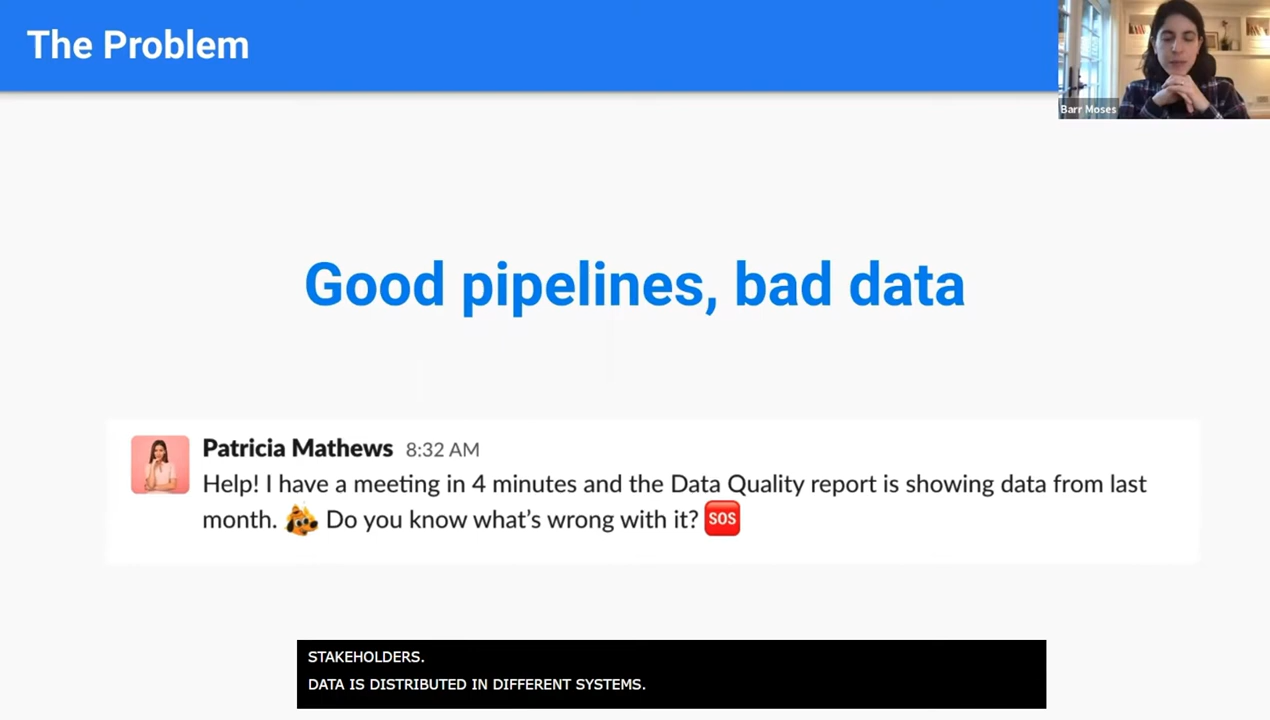 The Problem
Barr Moses
Good pipelines, bad data
Patricia Mathews 8:32 AM
Help! I have a meeting in 4 minutes and the Data Quality report is showing data from last
month. Do you know what’s wrong with it? SOS
STAKEHOLDERS.
DATA IS DISTRIBUTED IN DIFFERENT SYSTEMS.